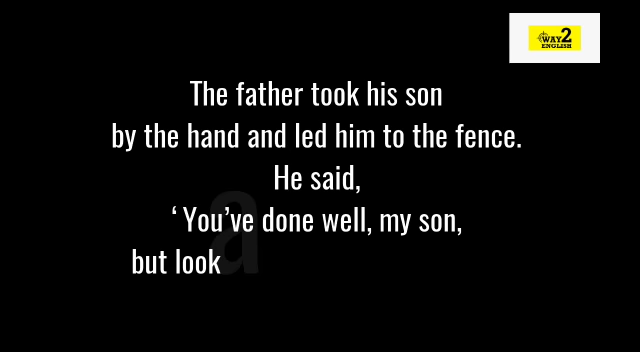 WAY2
ENGLISH
The father took his son
by the hand and led him to the fence.
He said,
‘ You’ve done well, my son,
but look
a